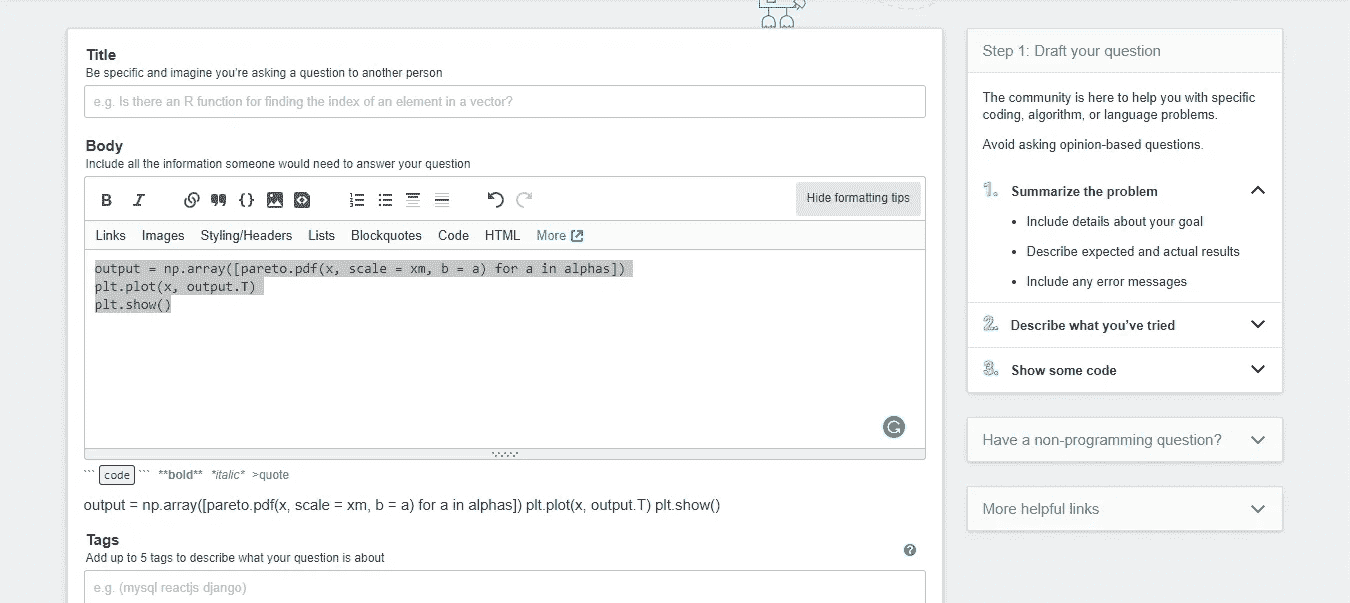 Title
Be specific and imagine you're asking a question to another person
e.g. Is there an R function for finding the index of an element in a vector?
Body
Include all the information someone would need to answer your question
B I {} Hide formatting tips
Links Images Styling/Headers Lists Blockquotes Code HTML More
output = np.array([pareto.pdf(x, scale = xm, b = a) for a in alphas])
plt.plot(x, output.T)
plt.show()
G
``` code ``` **bold** *italic* >quote
output = np.array([pareto.pdf(x, scale = xm, b = a) for a in alphas]) plt.plot(x, output.T) plt.show()
Tags
Add up to 5 tags to describe what your question is about
?
e.g. (mysql reactjs django)
Step 1: Draft your question
The community is here to help you with specific
coding, algorithm, or language problems.
Avoid asking opinion-based questions.
1. Summarize the problem
• Include details about your goal
• Describe expected and actual results
• Include any error messages
2. Describe what you've tried
3. Show some code
Have a non-programming question?
More helpful links